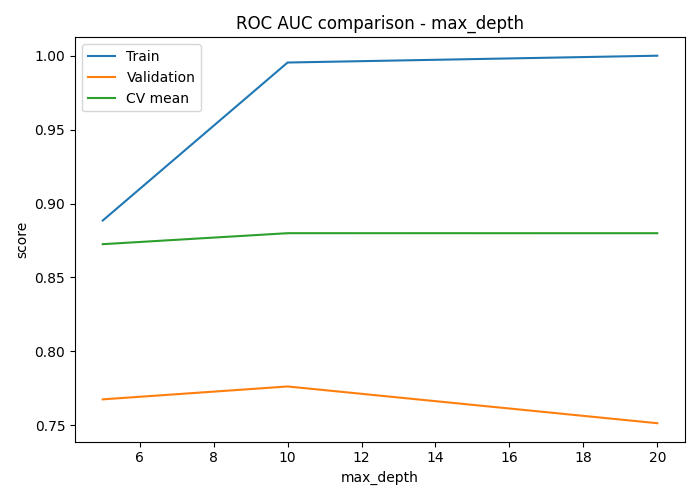 ROC AUC comparison - max_depth
Train
Validation
CV mean
score
1.00
0.95
0.90
0.85
0.80
0.75
6 8 10 12 14 16 18 20
max_depth